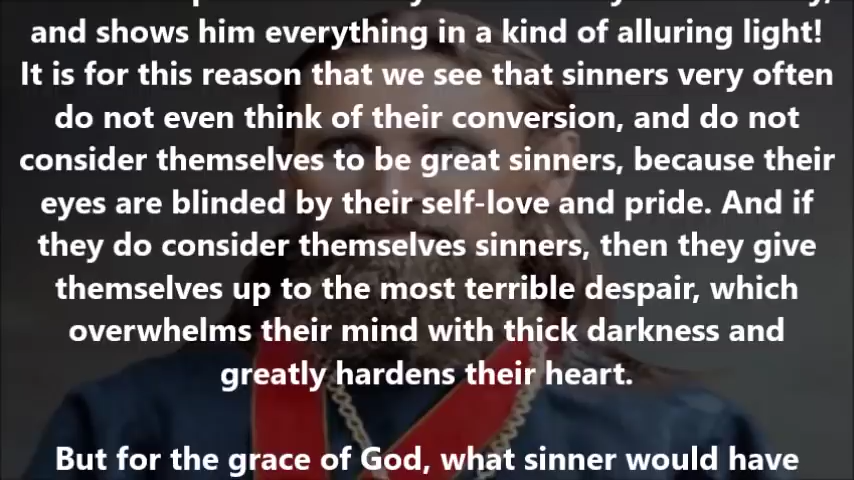 and shows him everything in a kind of alluring light!
It is for this reason that we see that sinners very often
do not even think of their conversion, and do not
consider themselves to be great sinners, because their
eyes are blinded by their self-love and pride. And if
they do consider themselves sinners, then they give
themselves up to the most terrible despair, which
overwhelms their mind with thick darkness and
greatly hardens their heart.
But for the grace of God, what sinner would have